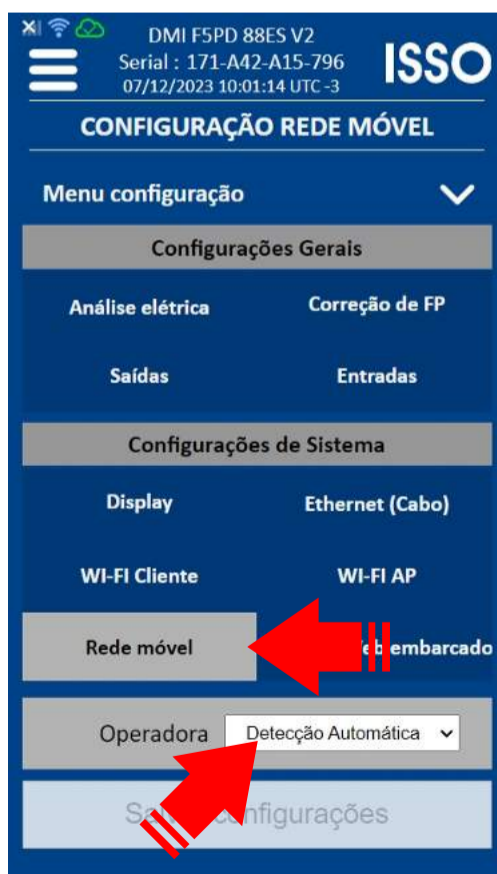 DMI F5PD 88ES V2
Serial : 171-A42-A15-796
07/12/2023 10:01:14 UTC -3
ISSO
CONFIGURAÇÃO REDE MÓVEL
Menu configuração
Configurações Gerais
Análise elétrica Correção de FP
Saídas Entradas
Configurações de Sistema
Display Ethernet (Cabo)
WI-FI Cliente WI-FI AP
Rede móvel embarcado
Operadora Detecção Automática